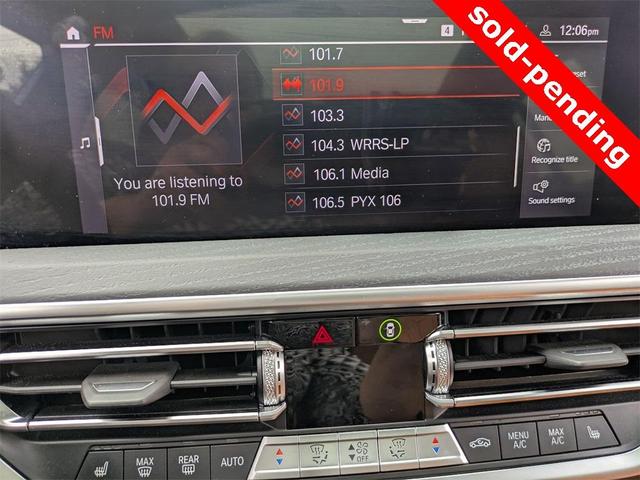 FM
4
12:06pm
sold-pending
101.7
101.9
103.3
104.3 WRRS-LP
106.1 Media
106.5 PYX 106
You are listening to
101.9 FM
Recognize title
Sound settings
MAX
REAR
AUTO
OFF
MENU
A/C
MAX
A/C